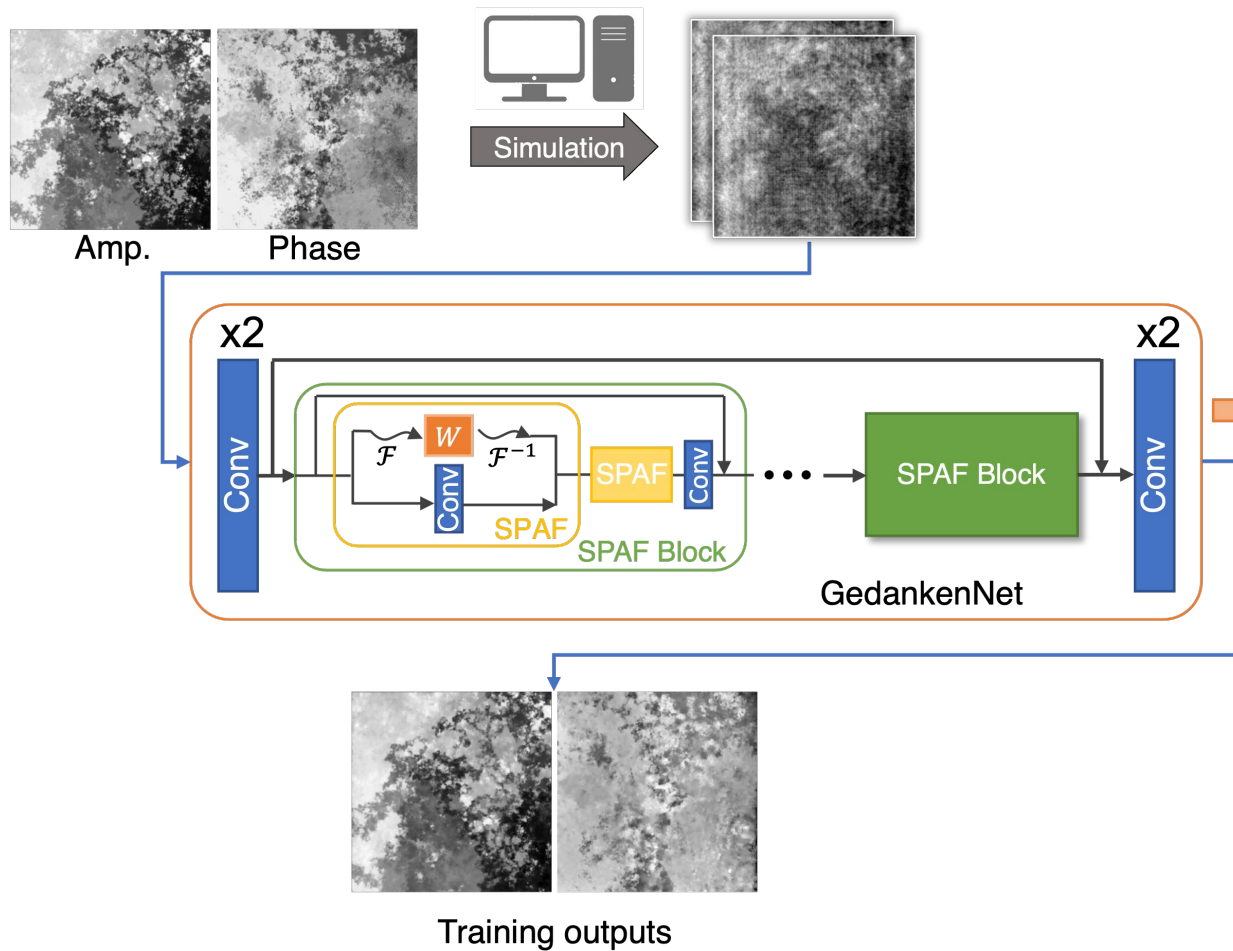 Amp.
Phase
Simulation
x2
x2
Conv
ℱ
W
ℱ⁻¹
Conv
SPAF
SPAF
Conv
SPAF Block
SPAF Block
Conv
GedankenNet
Training outputs